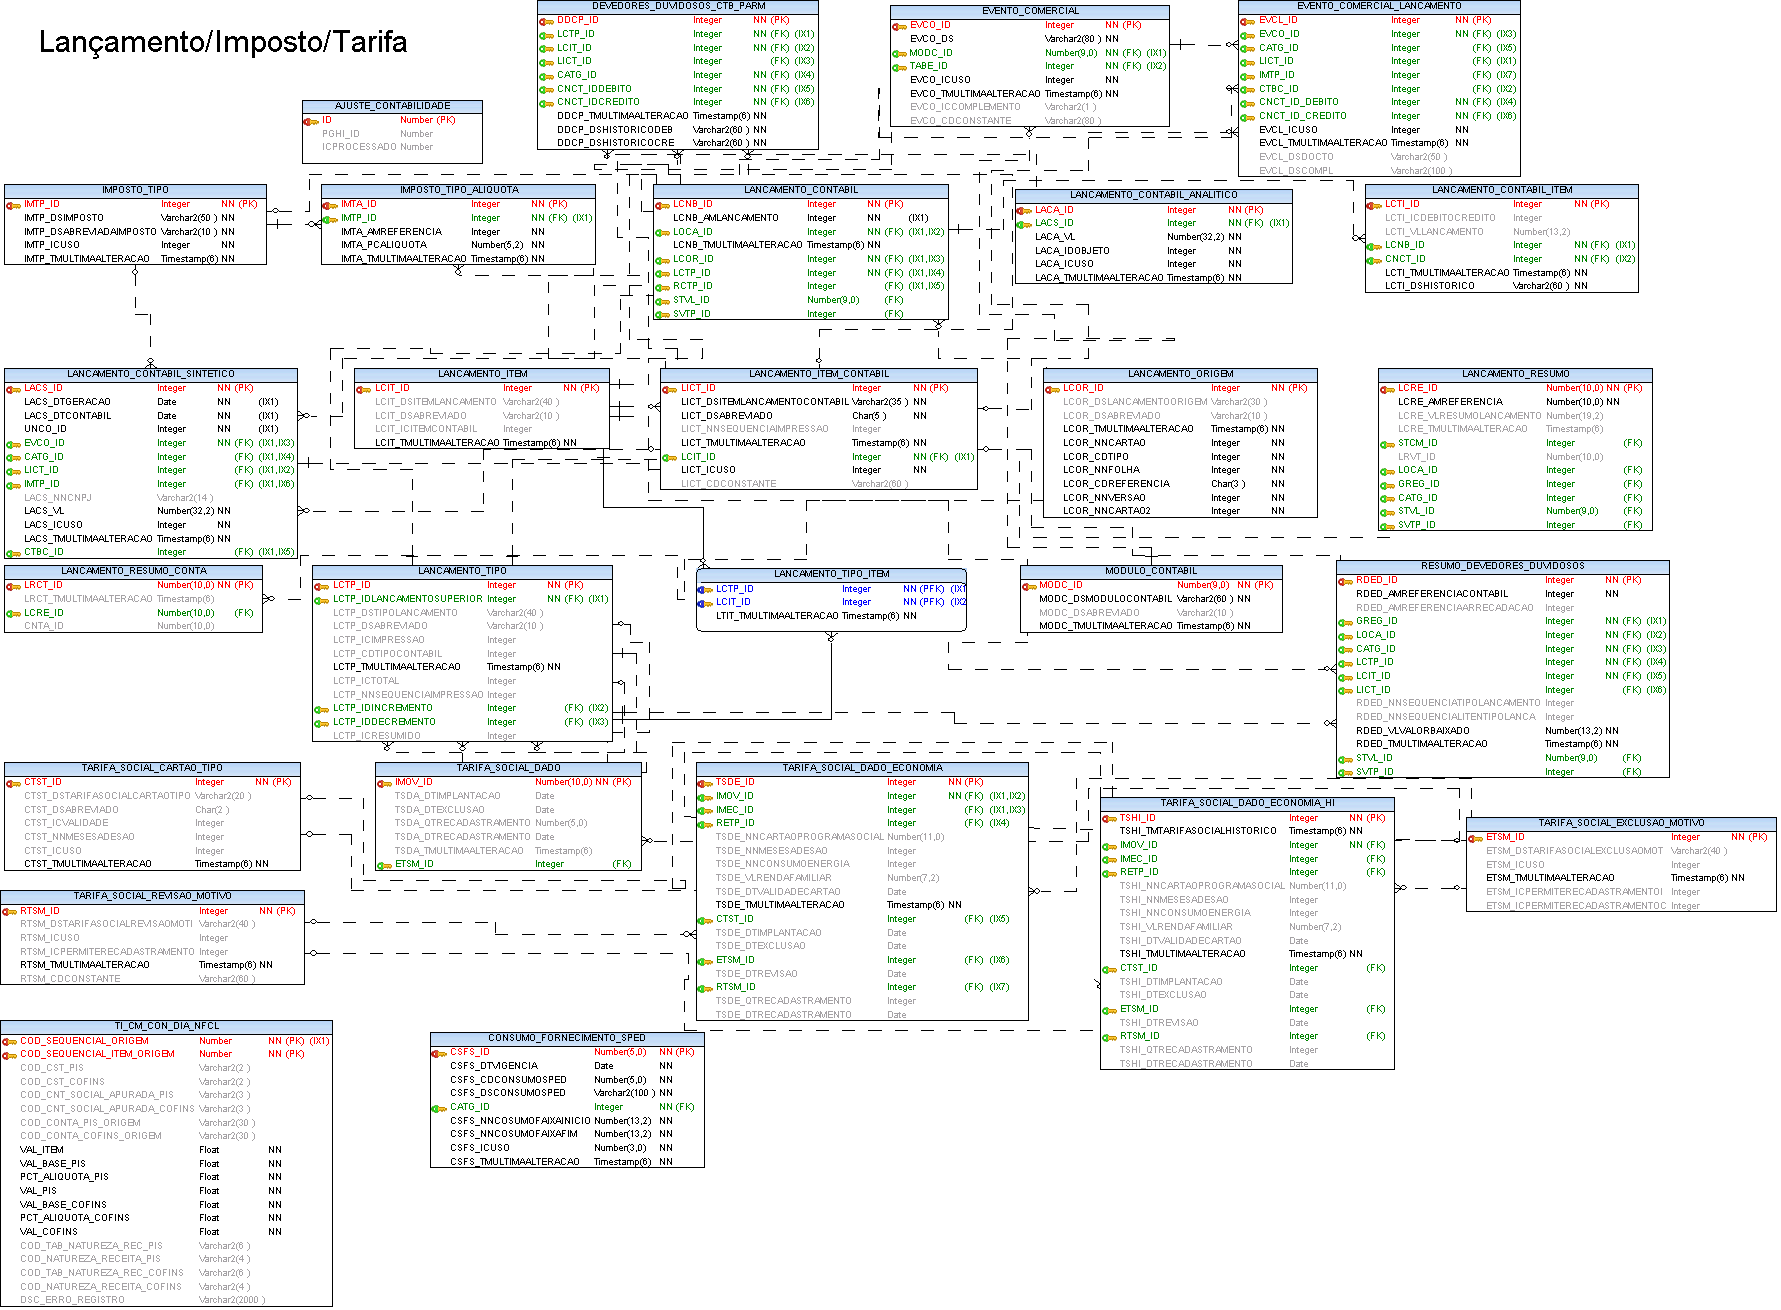 Lançamento/Imposto/Tarifa
DEVEDORES_DUVIDOSOS_CTB_PARM
DDCP_ID Integer NN (PK)
LCTP_ID Integer NN (FK) (IX1)
LCIT_ID Integer NN (FK) (IX2)
LICT_ID Integer (FK) (IX3)
CATG_ID Integer NN (FK) (IX4)
CNCT_IDDEBITO Integer NN (FK) (IX5)
CNCT_IDCREDITO Integer NN (FK) (IX6)
DDCP_TMULTIMAALTERACAO Timestamp(6) NN
DDCP_DSHISTORICODEB Varchar2(60 ) NN
DDCP_DSHISTORICOCRE Varchar2(60 ) NN
EVENTO_COMERCIAL
EVCO_ID Integer NN (PK)
EVCO_DS Varchar2(80 ) NN
MODC_ID Number(9,0) NN (FK) (IX1)
TABE_ID Integer NN (FK) (IX2)
EVCO_ICUSO Integer NN
EVCO_TMULTIMAALTERACAO Timestamp(6) NN
EVCO_ICCOMPLEMENTO Varchar2(1 )
EVCO_CDCONSTANTE Varchar2(80 )
EVENTO_COMERCIAL_LANCAMENTO
EVCL_ID Integer NN (PK)
EVCO_ID Integer NN (FK) (IX3)
CATG_ID Integer (FK) (IX5)
LICT_ID Integer (FK) (IX1)
IMTP_ID Integer (FK) (IX7)
CTBC_ID Integer (FK) (IX2)
CNCT_ID_DEBITO Integer NN (FK) (IX4)
CNCT_ID_CREDITO Integer NN (FK) (IX6)
EVCL_ICUSO Integer NN
EVCL_TMULTIMAALTERACAO Timestamp(6) NN
EVCL_DSDOCTO Varchar2(50 )
EVCL_DSCOMPL Varchar2(100 )
AJUSTE_CONTABILIDADE
ID Number (PK)
PGHI_ID Number
ICPROCESSADO Number
IMPOSTO_TIPO
IMTP_ID Integer NN (PK)
IMTP_DSIMPOSTO Varchar2(50 ) NN
IMTP_DSABREVIADAIMPOSTO Varchar2(10 ) NN
IMTP_ICUSO Integer NN
IMTP_TMULTIMAALTERACAO Timestamp(6) NN
IMPOSTO_TIPO_ALIQUOTA
IMTA_ID Integer NN (PK)
IMTP_ID Integer NN (FK) (IX1)
IMTA_AMREFERENCIA Integer NN
IMTA_PCALIQUOTA Number(5,2) NN
IMTA_TMULTIMAALTERACAO Timestamp(6) NN
LANCAMENTO_CONTABIL
LCNB_ID Integer NN (PK)
LCNB_AMLANCAMENTO Integer NN (IX1)
LOCA_ID Integer NN (FK) (IX1,IX2)
LCNB_TMULTIMAALTERACAO Timestamp(6) NN
LCOR_ID Integer NN (FK) (IX1,IX3)
LCTP_ID Integer NN (FK) (IX1,IX4)
RCTP_ID Integer (FK) (IX1,IX5)
STVL_ID Number(9,0) (FK)
SVTP_ID Integer (FK)
LANCAMENTO_CONTABIL_ANALITICO
LACA_ID Integer NN (PK)
LACS_ID Integer NN (FK) (IX1)
LACA_VL Number(32,2) NN
LACA_IDOBJETO Integer NN
LACA_ICUSO Integer NN
LACA_TMULTIMAALTERACAO Timestamp(6) NN
LANCAMENTO_CONTABIL_ITEM
LCTI_ID Integer NN (PK)
LCTI_ICDEBITOCREDITO Integer
LCTI_VLLANCAMENTO Number(13,2)
LCNB_ID Integer NN (FK) (IX1)
CNCT_ID Integer NN (FK) (IX2)
LCTI_TMULTIMAALTERACAO Timestamp(6) NN
LCTI_DSHISTORICO Varchar2(60 ) NN
LANCAMENTO_CONTABIL_SINTETICO
LACS_ID Integer NN (PK)
LACS_DTGERACAO Date NN (IX1)
LACS_DTCONTABIL Date NN (IX1)
UNCO_ID Integer NN (IX1)
EVCO_ID Integer NN (FK) (IX1,IX3)
CATG_ID Integer (FK) (IX1,IX4)
LICT_ID Integer (FK) (IX1,IX2)
IMTP_ID Integer (FK) (IX1,IX6)
LACS_NNCNPJ Varchar2(14 )
LACS_VL Number(32,2) NN
LACS_ICUSO Integer NN
LACS_TMULTIMAALTERACAO Timestamp(6) NN
CTBC_ID Integer (FK) (IX1,IX5)
LANCAMENTO_ITEM
LCIT_ID Integer NN (PK)
LCIT_DSITEMLANCAMENTO Varchar2(40 )
LCIT_DSABREVIADO Varchar2(10 )
LCIT_ICITEMCONTABIL Integer
LCIT_TMULTIMAALTERACAO Timestamp(6) NN
LANCAMENTO_ITEM_CONTABIL
LICT_ID Integer NN (PK)
LICT_DSITEMLANCAMENTOCONTABIL Varchar2(35 ) NN
LICT_DSABREVIADO Char(5 ) NN
LICT_NNSEQUENCIAIMPRESSAO Integer
LICT_TMULTIMAALTERACAO Timestamp(6) NN
LCIT_ID Integer NN (FK) (IX1)
LICT_ICUSO Integer NN
LICT_CDCONSTANTE Varchar2(60 )
LANCAMENTO_ORIGEM
LCOR_ID Integer NN (PK)
LCOR_DSLANCAMENTOORIGEM Varchar2(30 )
LCOR_DSABREVIADO Varchar2(10 )
LCOR_TMULTIMAALTERACAO Timestamp(6) NN
LCOR_NNCARTAO Integer NN
LCOR_CDTIPO Integer NN
LCOR_NNFOLHA Integer NN
LCOR_CDREFERENCIA Char(3 ) NN
LCOR_NNVERSAO Integer NN
LCOR_NNCARTAO2 Integer NN
LANCAMENTO_RESUMO
LCRE_ID Number(10,0) NN (PK)
LCRE_AMREFERENCIA Number(10,0) NN
LCRE_VLRESUMOLANCAMENTO Number(19,2)
LCRE_TMULTIMAALTERACAO Timestamp(6)
STCM_ID Integer (FK)
LRVT_ID Number(10,0)
LOCA_ID Integer (FK)
GREG_ID Integer (FK)
CATG_ID Integer (FK)
STVL_ID Number(9,0) (FK)
SVTP_ID Integer (FK)
LANCAMENTO_RESUMO_CONTA
LRCT_ID Number(10,0) NN (PK)
LRCT_TMULTIMAALTERACAO Timestamp(6)
LCRE_ID Number(10,0) (FK)
CNTA_ID Number(10,0)
LANCAMENTO_TIPO
LCTP_ID Integer NN (PK)
LCTP_IDLANCAMENTOSUPERIOR Integer NN (FK) (IX1)
LCTP_DSTIPOLANCAMENTO Varchar2(40 )
LCTP_DSABREVIADO Varchar2(10 )
LCTP_ICIMPRESSAO Integer
LCTP_CDTIPOCONTABIL Integer
LCTP_TMULTIMAALTERACAO Timestamp(6) NN
LCTP_ICTOTAL Integer
LCTP_NNSEQUENCIAIMPRESSAO Integer
LCTP_IDINCREMENTO Integer (FK) (IX2)
LCTP_IDDECREMENTO Integer (FK) (IX3)
LCTP_ICRESUMIDO Integer
LANCAMENTO_TIPO_ITEM
LCTP_ID Integer NN (PFK) (IX1
LCIT_ID Integer NN (PFK) (IX2
LTIT_TMULTIMAALTERACAO Timestamp(6) NN
MODULO_CONTABIL
MODC_ID Number(9,0) NN (PK)
MODC_DSMODULOCONTABIL Varchar2(60 ) NN
MODC_DSABREVIADO Varchar2(10 )
MODC_TMULTIMAALTERACAO Timestamp(6) NN
RESUMO_DEVEDORES_DUVIDOSOS
RDED_ID Integer NN (PK)
RDED_AMREFERENCIACONTABIL Integer NN
RDED_AMREFERENCIAARRECADACAO Integer
GREG_ID Integer NN (FK) (IX1)
LOCA_ID Integer NN (FK) (IX2)
CATG_ID Integer NN (FK) (IX3)
LCTP_ID Integer NN (FK) (IX4)
LCIT_ID Integer NN (FK) (IX5)
LICT_ID Integer (FK) (IX6)
RDED_NNSEQUENCIATIPOLANCAMENTO Integer
RDED_NNSEQUENCIALITENTIPOLANCA Integer
RDED_VLVALORBAIXADO Number(13,2) NN
RDED_TMULTIMAALTERACAO Timestamp(6) NN
STVL_ID Number(9,0) (FK)
SVTP_ID Integer (FK)
TARIFA_SOCIAL_CARTAO_TIPO
CTST_ID Integer NN (PK)
CTST_DSTARIFASOCIALCARTAOTIPO Varchar2(20 )
CTST_DSABREVIADO Char(2 )
CTST_ICVALIDADE Integer
CTST_NNMESESADESAO Integer
CTST_ICUSO Integer
CTST_TMULTIMAALTERACAO Timestamp(6) NN
TARIFA_SOCIAL_DADO
IMOV_ID Number(10,0) NN (PK)
TSDA_DTIMPLANTACAO Date
TSDA_DTEXCLUSAO Date
TSDA_QTRECADASTRAMENTO Number(5,0)
TSDA_DTRECADASTRAMENTO Date
TSDA_TMULTIMAALTERACAO Timestamp(6)
ETSM_ID Integer (FK)
TARIFA_SOCIAL_DADO_ECONOMIA
TSDE_ID Integer NN (PK)
IMOV_ID Integer NN (FK) (IX1,IX2)
IMEC_ID Integer (FK) (IX1,IX3)
RETP_ID Integer (FK) (IX4)
TSDE_NNCARTAOPROGRAMASOCIAL Number(11,0)
TSDE_NNMESESADESAO Integer
TSDE_NNCONSUMOENERGIA Integer
TSDE_VLRENDAFAMILIAR Number(7,2)
TSDE_DTVALIDADECARTAO Date
TSDE_TMULTIMAALTERACAO Timestamp(6) NN
CTST_ID Integer (FK) (IX5)
TSDE_DTIMPLANTACAO Date
TSDE_DTEXCLUSAO Date
ETSM_ID Integer (FK) (IX6)
TSDE_DTREVISAO Date
RTSM_ID Integer (FK) (IX7)
TSDE_QTRECADASTRAMENTO Integer
TSDE_DTRECADASTRAMENTO Date
TARIFA_SOCIAL_DADO_ECONOMIA_HI
TSHI_ID Integer NN (PK)
TSHI_TMTARIFASOCIALHISTORICO Timestamp(6) NN
IMOV_ID Integer NN (FK)
IMEC_ID Integer (FK)
RETP_ID Integer (FK)
TSHI_NNCARTAOPROGRAMASOCIAL Number(11,0)
TSHI_NNMESESADESAO Integer
TSHI_NNCONSUMOENERGIA Integer
TSHI_VLRENDAFAMILIAR Number(7,2)
TSHI_DTVALIDADECARTAO Date
TSHI_TMULTIMAALTERACAO Timestamp(6) NN
CTST_ID Integer (FK)
TSHI_DTIMPLANTACAO Date
TSHI_DTEXCLUSAO Date
ETSM_ID Integer (FK)
TSHI_DTREVISAO Date
RTSM_ID Integer (FK)
TSHI_QTRECADASTRAMENTO Integer
TSHI_DTRECADASTRAMENTO Date
TARIFA_SOCIAL_EXCLUSAO_MOTIVO
ETSM_ID Integer NN (PK)
ETSM_DSTARIFASOCIALEXCLUSAOMOT Varchar2(40 )
ETSM_ICUSO Integer
ETSM_TMULTIMAALTERACAO Timestamp(6) NN
ETSM_ICPERMITERECADASTRAMENTOI Integer
ETSM_ICPERMITERECADASTRAMENTOC Integer
TARIFA_SOCIAL_REVISAO_MOTIVO
RTSM_ID Integer NN (PK)
RTSM_DSTARIFASOCIALREVISAOMOTI Varchar2(40 )
RTSM_ICUSO Integer
RTSM_ICPERMITERECADASTRAMENTO Integer
RTSM_TMULTIMAALTERACAO Timestamp(6) NN
RTSM_CDCONSTANTE Varchar2(60 )
TI_CM_CON_DIA_NFCL
COD_SEQUENCIAL_ORIGEM Number NN (PK) (IX1)
COD_SEQUENCIAL_ITEM_ORIGEM Number NN (PK)
COD_CST_PIS Varchar2(2 )
COD_CST_COFINS Varchar2(2 )
COD_CNT_SOCIAL_APURADA_PIS Varchar2(3 )
COD_CNT_SOCIAL_APURADA_COFINS Varchar2(3 )
COD_CONTA_PIS_ORIGEM Varchar2(30 )
COD_CONTA_COFINS_ORIGEM Varchar2(30 )
VAL_ITEM Float NN
VAL_BASE_PIS Float NN
PCT_ALIQUOTA_PIS Float NN
VAL_PIS Float NN
VAL_BASE_COFINS Float NN
PCT_ALIQUOTA_COFINS Float NN
VAL_COFINS Float NN
COD_TAB_NATUREZA_REC_PIS Varchar2(6 )
COD_NATUREZA_RECEITA_PIS Varchar2(4 )
COD_TAB_NATUREZA_REC_COFINS Varchar2(6 )
COD_NATUREZA_RECEITA_COFINS Varchar2(4 )
DSC_ERRO_REGISTRO Varchar2(2000 )
CONSUMO_FORNECIMENTO_SPED
CSFS_ID Number(5,0) NN (PK)
CSFS_DTVIGENCIA Date NN
CSFS_CDCONSUMOSPED Number(5,0) NN
CSFS_DSCONSUMOSPED Varchar2(100 ) NN
CATG_ID Integer NN (FK)
CSFS_NNCOSUMOFAIXAINICIO Number(13,2) NN
CSFS_NNCOSUMOFAIXAFIM Number(13,2) NN
CSFS_ICUSO Number(3,0) NN
CSFS_TMULTIMAALTERACAO Timestamp(6) NN